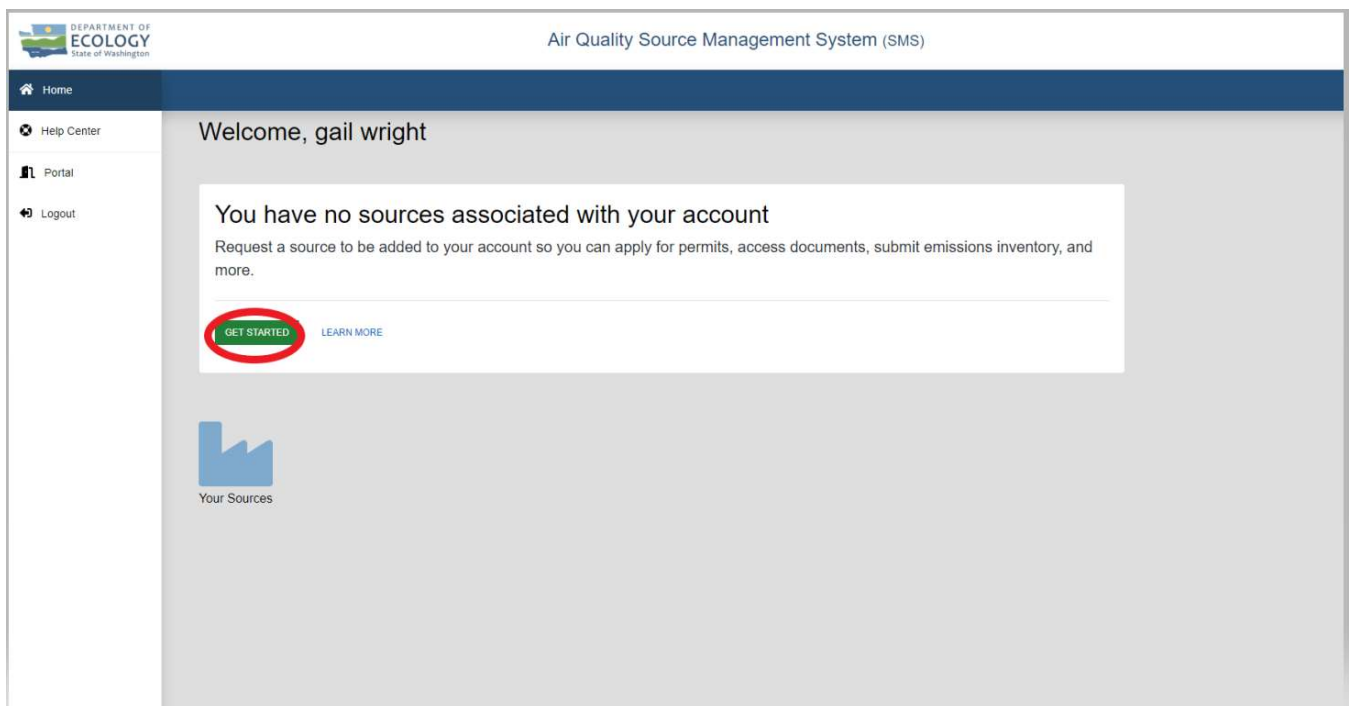 DEPARTMENT OF
ECOLOGY
State of Washington
Air Quality Source Management System (SMS)
Home
Help Center
Portal
Logout
Welcome, gail wright
You have no sources associated with your account
Request a source to be added to your account so you can apply for permits, access documents, submit emissions inventory, and
more.
GET STARTED
LEARN MORE
Your Sources